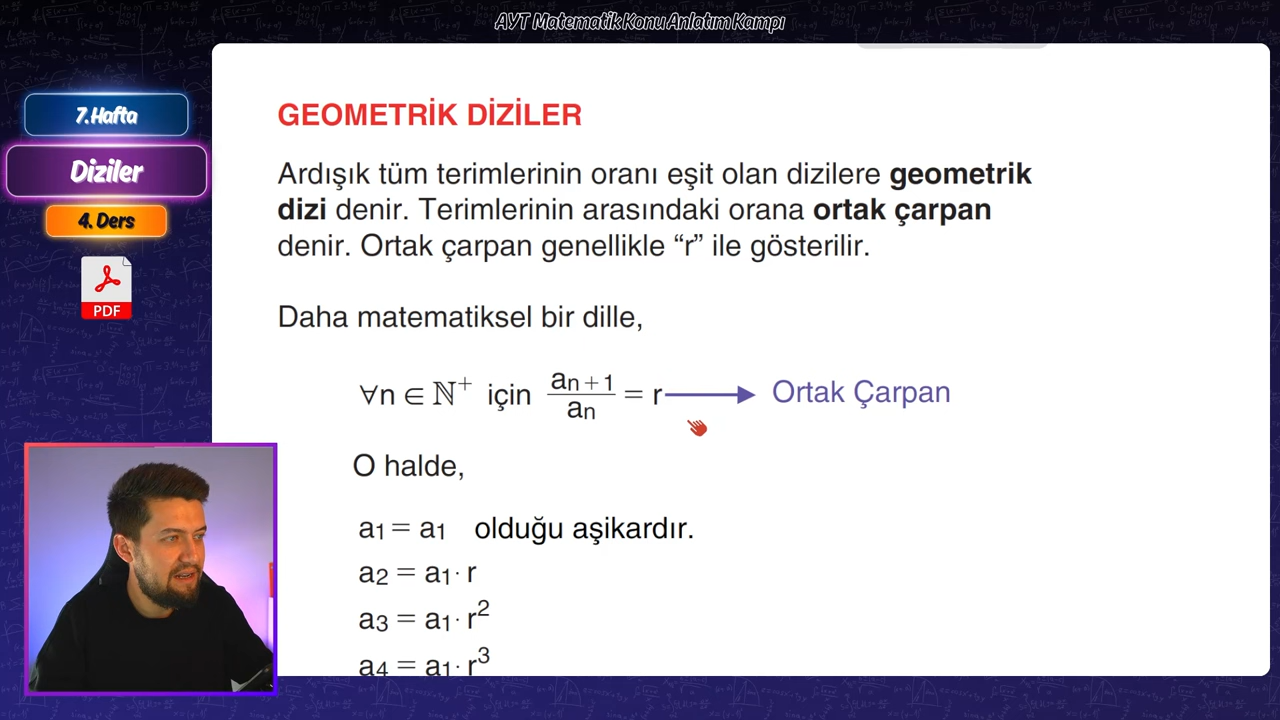 AYT Matematik Konu Anlatım Kampı
7.Hafta
Diziler
4. Ders
PDF
GEOMETRİK DİZİLER
Ardışık tüm terimlerinin oranı eşit olan dizilere geometrik
dizi denir. Terimlerinin arasındaki orana ortak çarpan
denir. Ortak çarpan genellikle “r” ile gösterilir.
Daha matematiksel bir dille,
∀n ∈ ℕ⁺ için aₙ₊₁/aₙ = r → Ortak Çarpan
O halde,
a₁ = a₁ olduğu aşikardır.
a₂ = a₁· r
a₃ = a₁· r²
a₄ = a₁· r³